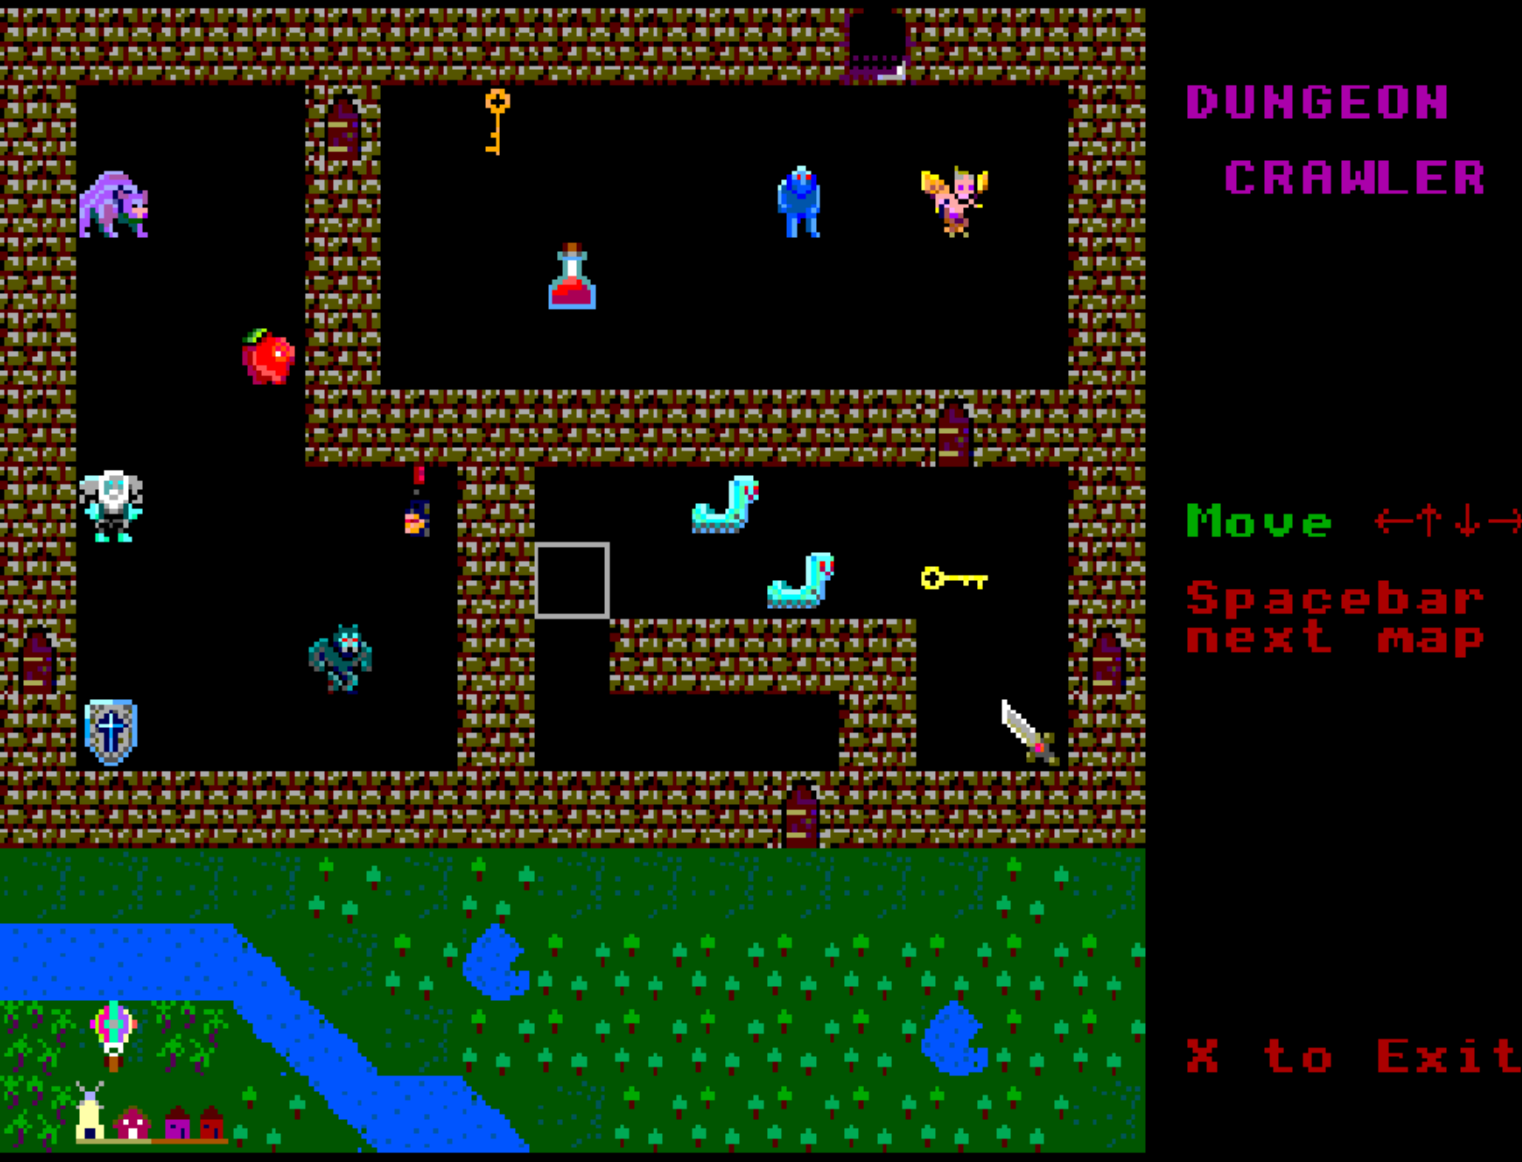 DUNGEON
CRAWLER
Move ←↑↓→
Spacebar
next map
X to Exit